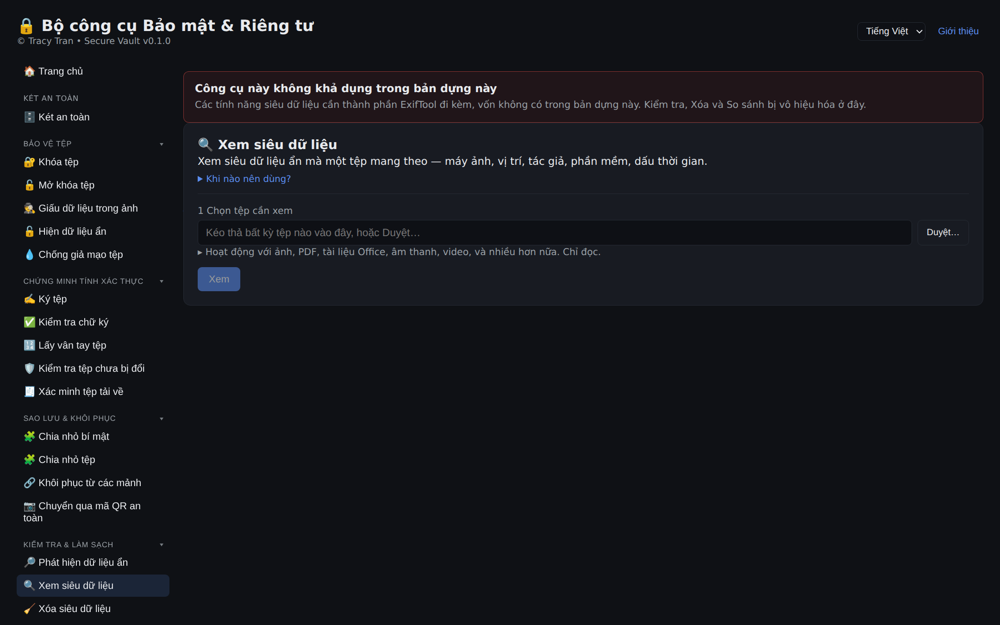 Bộ công cụ Bảo mật & Riêng tư
© Tracy Tran • Secure Vault v0.1.0
Tiếng Việt
Giới thiệu
Trang chủ
KÉT AN TOÀN
Két an toàn
BẢO VỆ TỆP
Khóa tệp
Mở khóa tệp
Giấu dữ liệu trong ảnh
Hiện dữ liệu ẩn
Chống giả mạo tệp
CHỨNG MINH TÍNH XÁC THỰC
Ký tệp
Kiểm tra chữ ký
Lấy vân tay tệp
Kiểm tra tệp chưa bị đổi
Xác minh tệp tải về
SAO LƯU & KHÔI PHỤC
Chia nhỏ bí mật
Chia nhỏ tệp
Khôi phục từ các mảnh
Chuyển qua mã QR an
toàn
KIỂM TRA & LÀM SẠCH
Phát hiện dữ liệu ẩn
Xem siêu dữ liệu
Xóa siêu dữ liệu
Công cụ này không khả dụng trong bản dựng này
Các tính năng siêu dữ liệu cần thành phần ExifTool đi kèm, vốn không có trong bản dựng này. Kiểm tra, Xóa và So sánh bị vô hiệu hóa ở đây.
Xem siêu dữ liệu
Xem siêu dữ liệu ẩn mà một tệp mang theo — máy ảnh, vị trí, tác giả, phần mềm, dấu thời gian.
Khi nào nên dùng?
1 Chọn tệp cần xem
Kéo thả bất kỳ tệp nào vào đây, hoặc Duyệt…
Duyệt…
▸ Hoạt động với ảnh, PDF, tài liệu Office, âm thanh, video, và nhiều hơn nữa. Chỉ đọc.
Xem